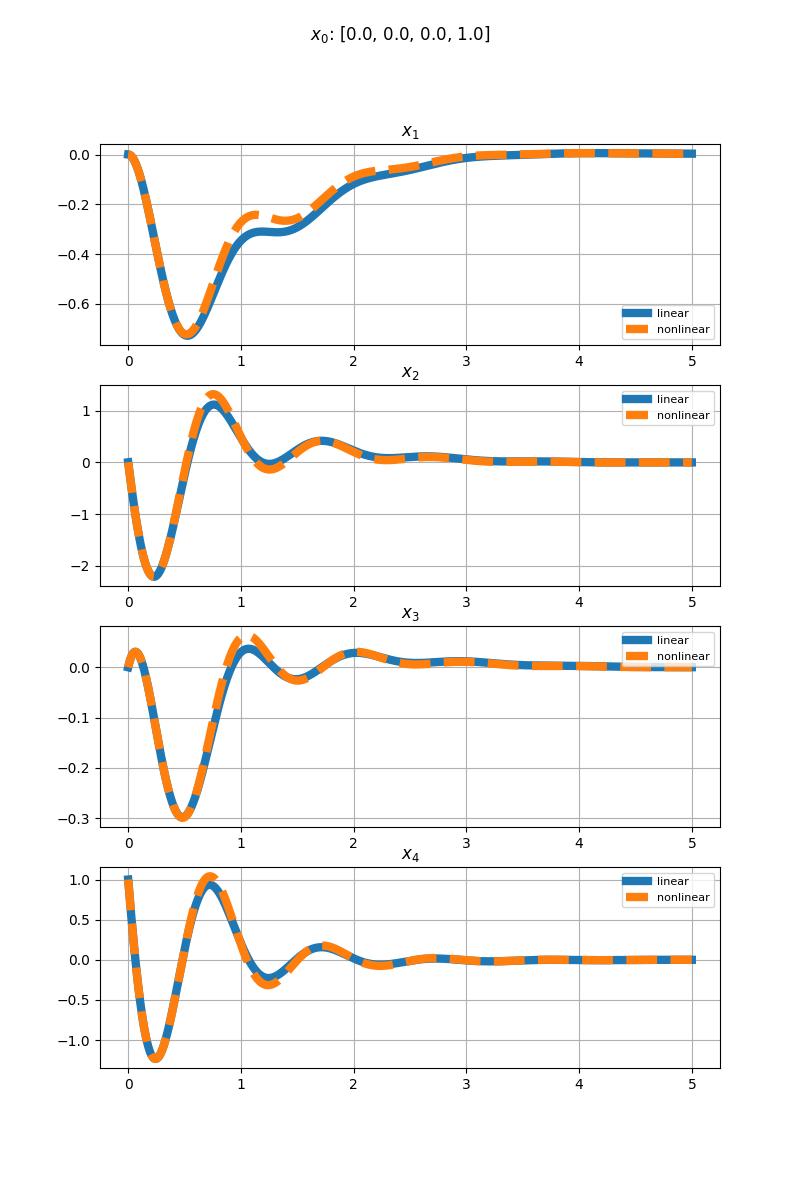 x₀: [0.0, 0.0, 0.0, 1.0]
x₁
0.0
−0.2
−0.4
−0.6
linear
nonlinear
0 1 2 3 4 5
x₂
1
0
−1
−2
linear
nonlinear
0 1 2 3 4 5
x₃
0.0
−0.1
−0.2
−0.3
linear
nonlinear
0 1 2 3 4 5
x₄
1.0
0.5
0.0
−0.5
−1.0
linear
nonlinear
0 1 2 3 4 5